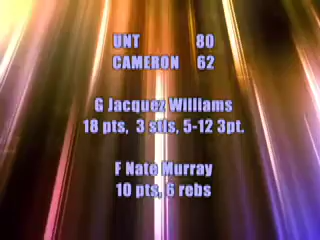 UNT 80
CAMERON 62
G Jacquez Williams
18 pts, 3 stls, 5-12 3pt.
F Nate Murray
10 pts, 6 rebs